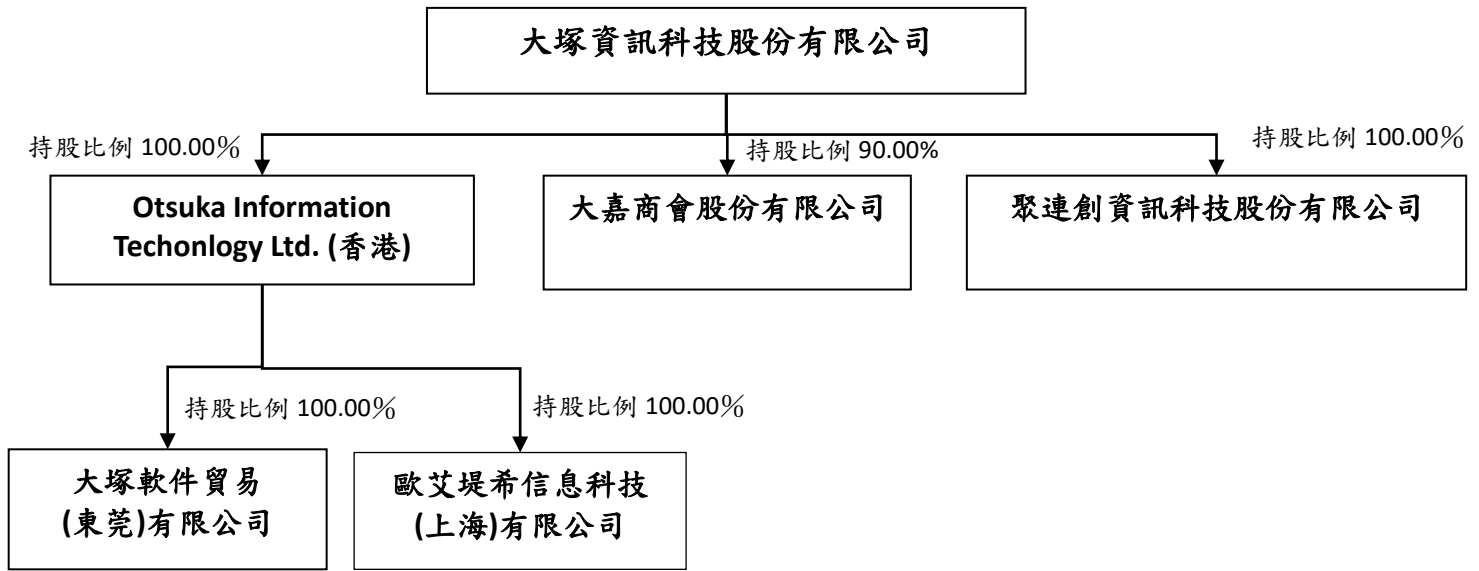 大塚資訊科技股份有限公司
持股比例 100.00%
持股比例 90.00%
持股比例 100.00%
Otsuka Information
Techonlogy Ltd. (香港)
大嘉商會股份有限公司
聚連創資訊科技股份有限公司
持股比例 100.00%
持股比例 100.00%
大塚軟件貿易
(東莞)有限公司
歐艾堤希信息科技
(上海)有限公司